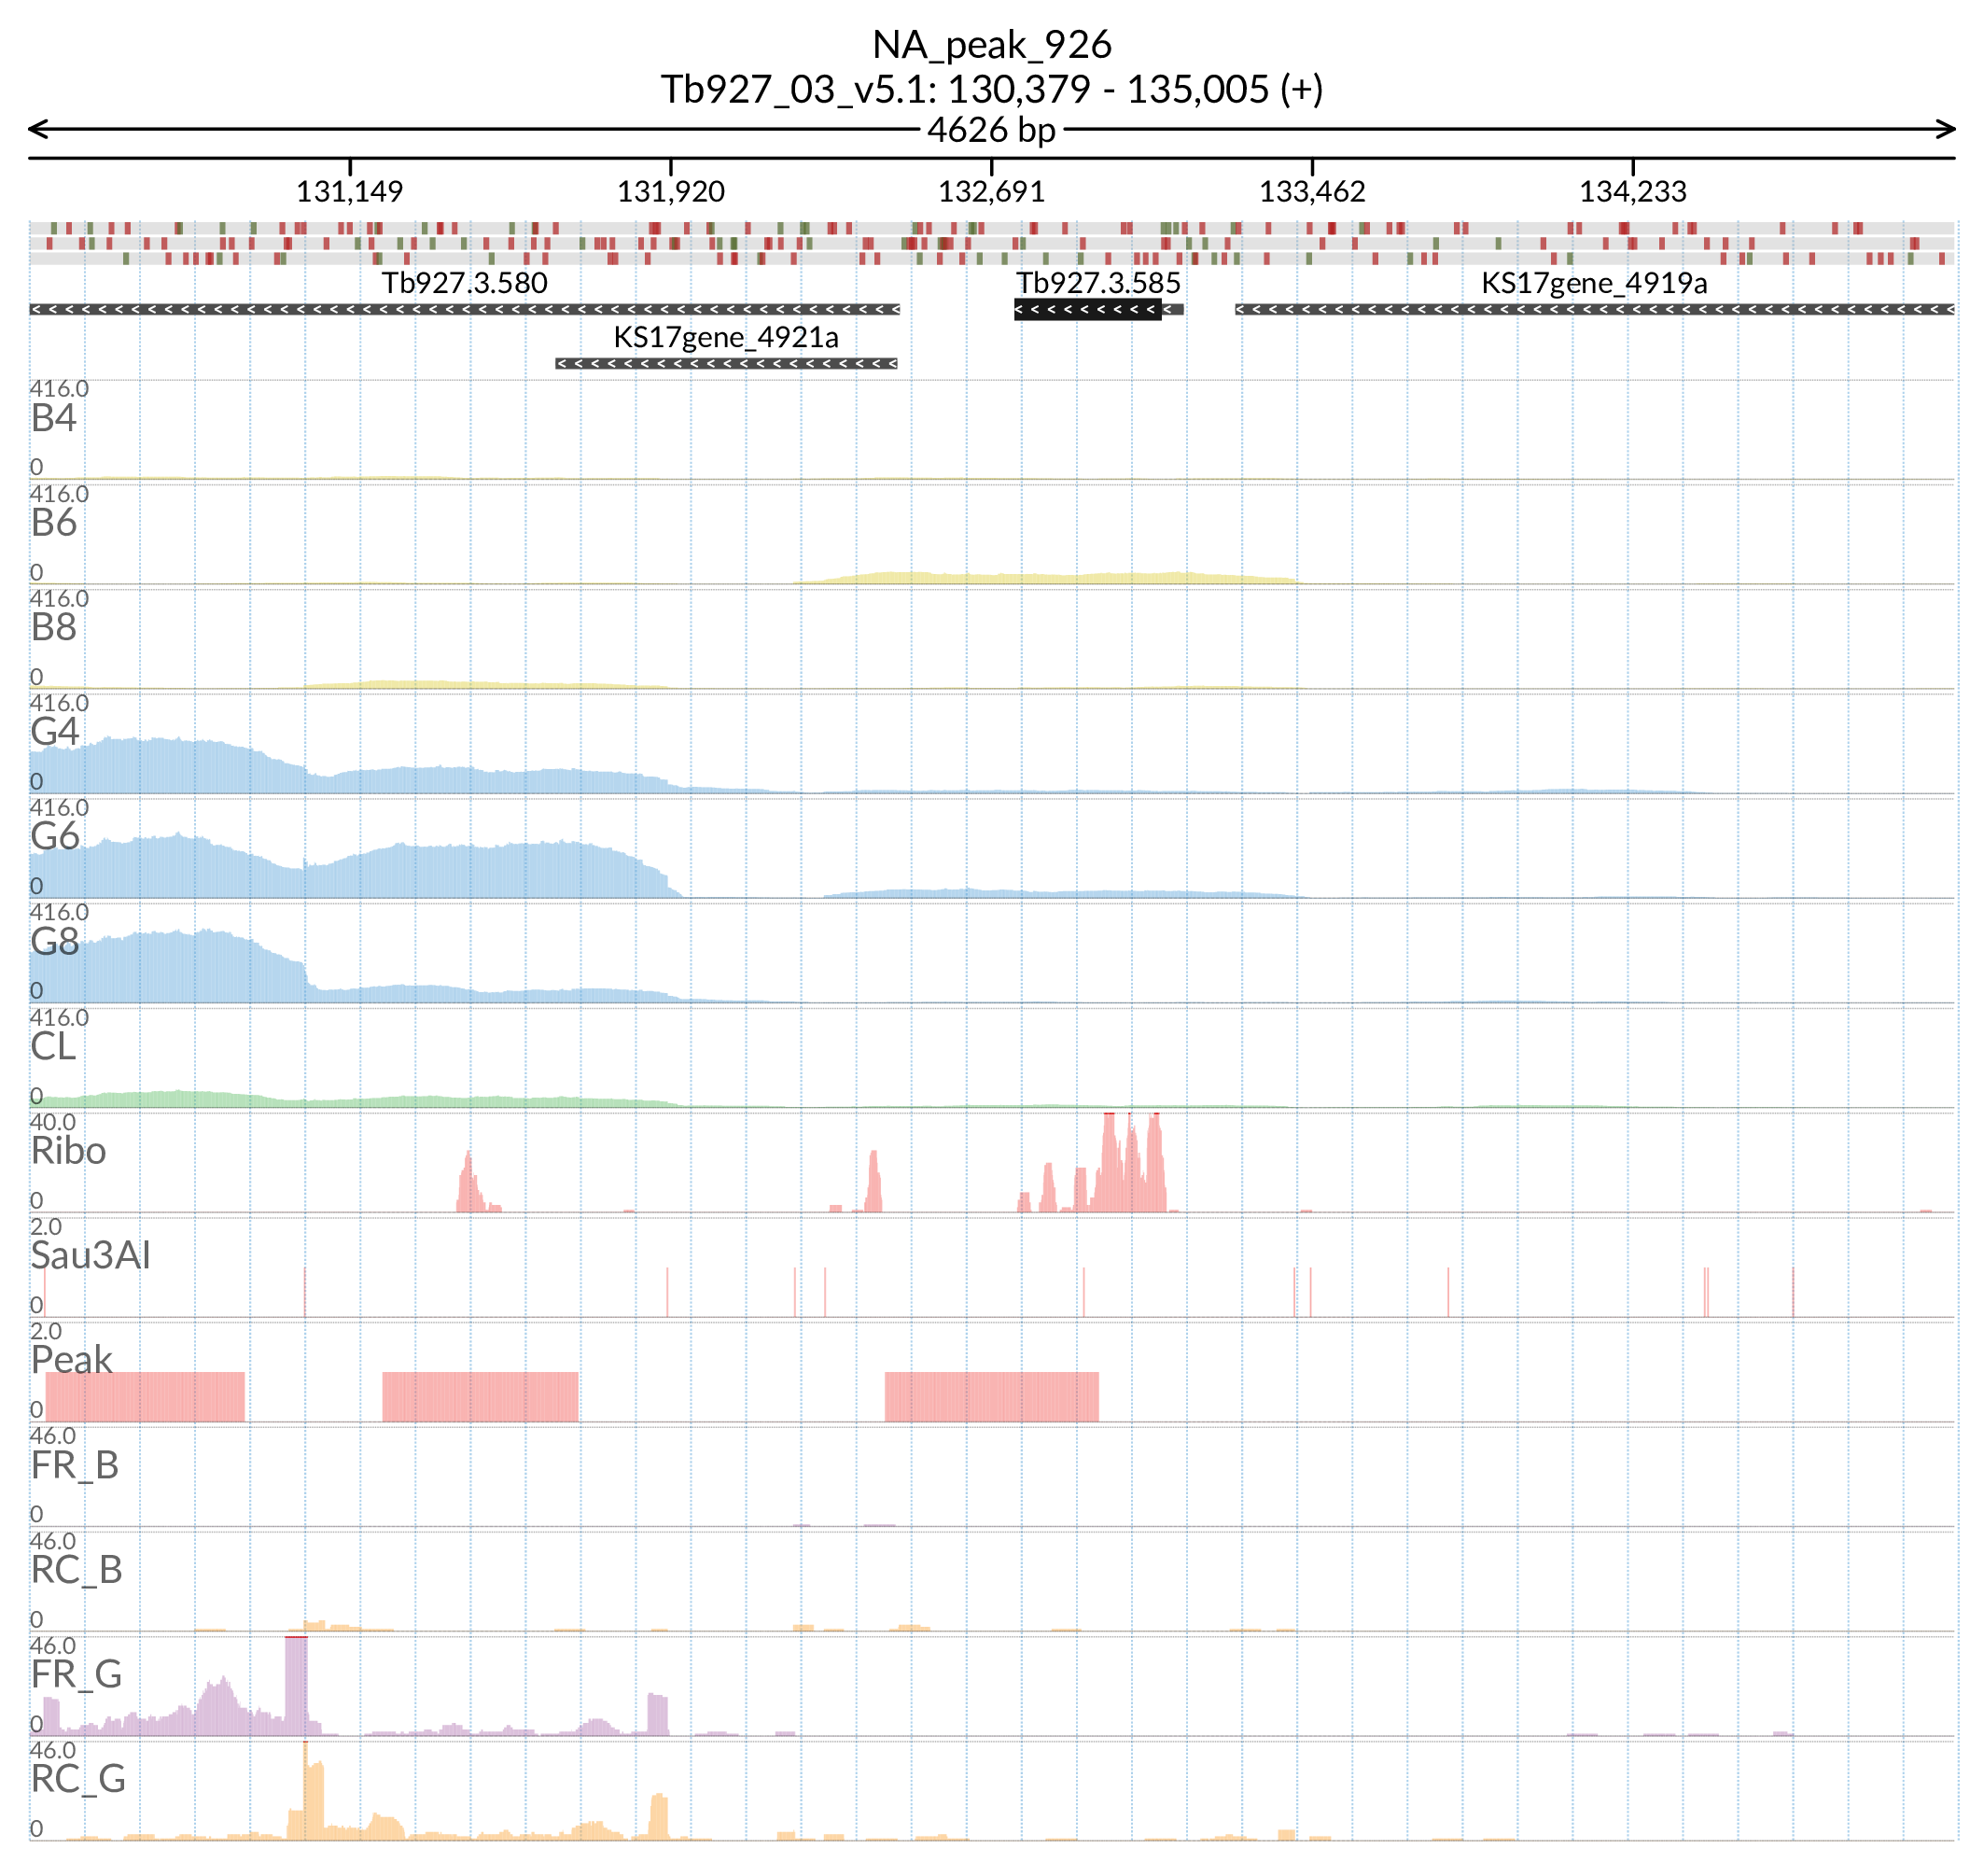 NA_peak_926
Tb927_03_v5.1: 130,379 - 135,005 (+)
4626 bp
131,149 131,920 132,691 133,462 134,233
Tb927.3.580 Tb927.3.585 KS17gene_4919a
KS17gene_4921a
416.0
B4
0
416.0
B6
0
416.0
B8
0
416.0
G4
0
416.0
G6
0
416.0
G8
0
416.0
CL
0
40.0
Ribo
0
2.0
Sau3AI
0
2.0
Peak
0
46.0
FR_B
0
46.0
RC_B
0
46.0
FR_G
0
46.0
RC_G
0